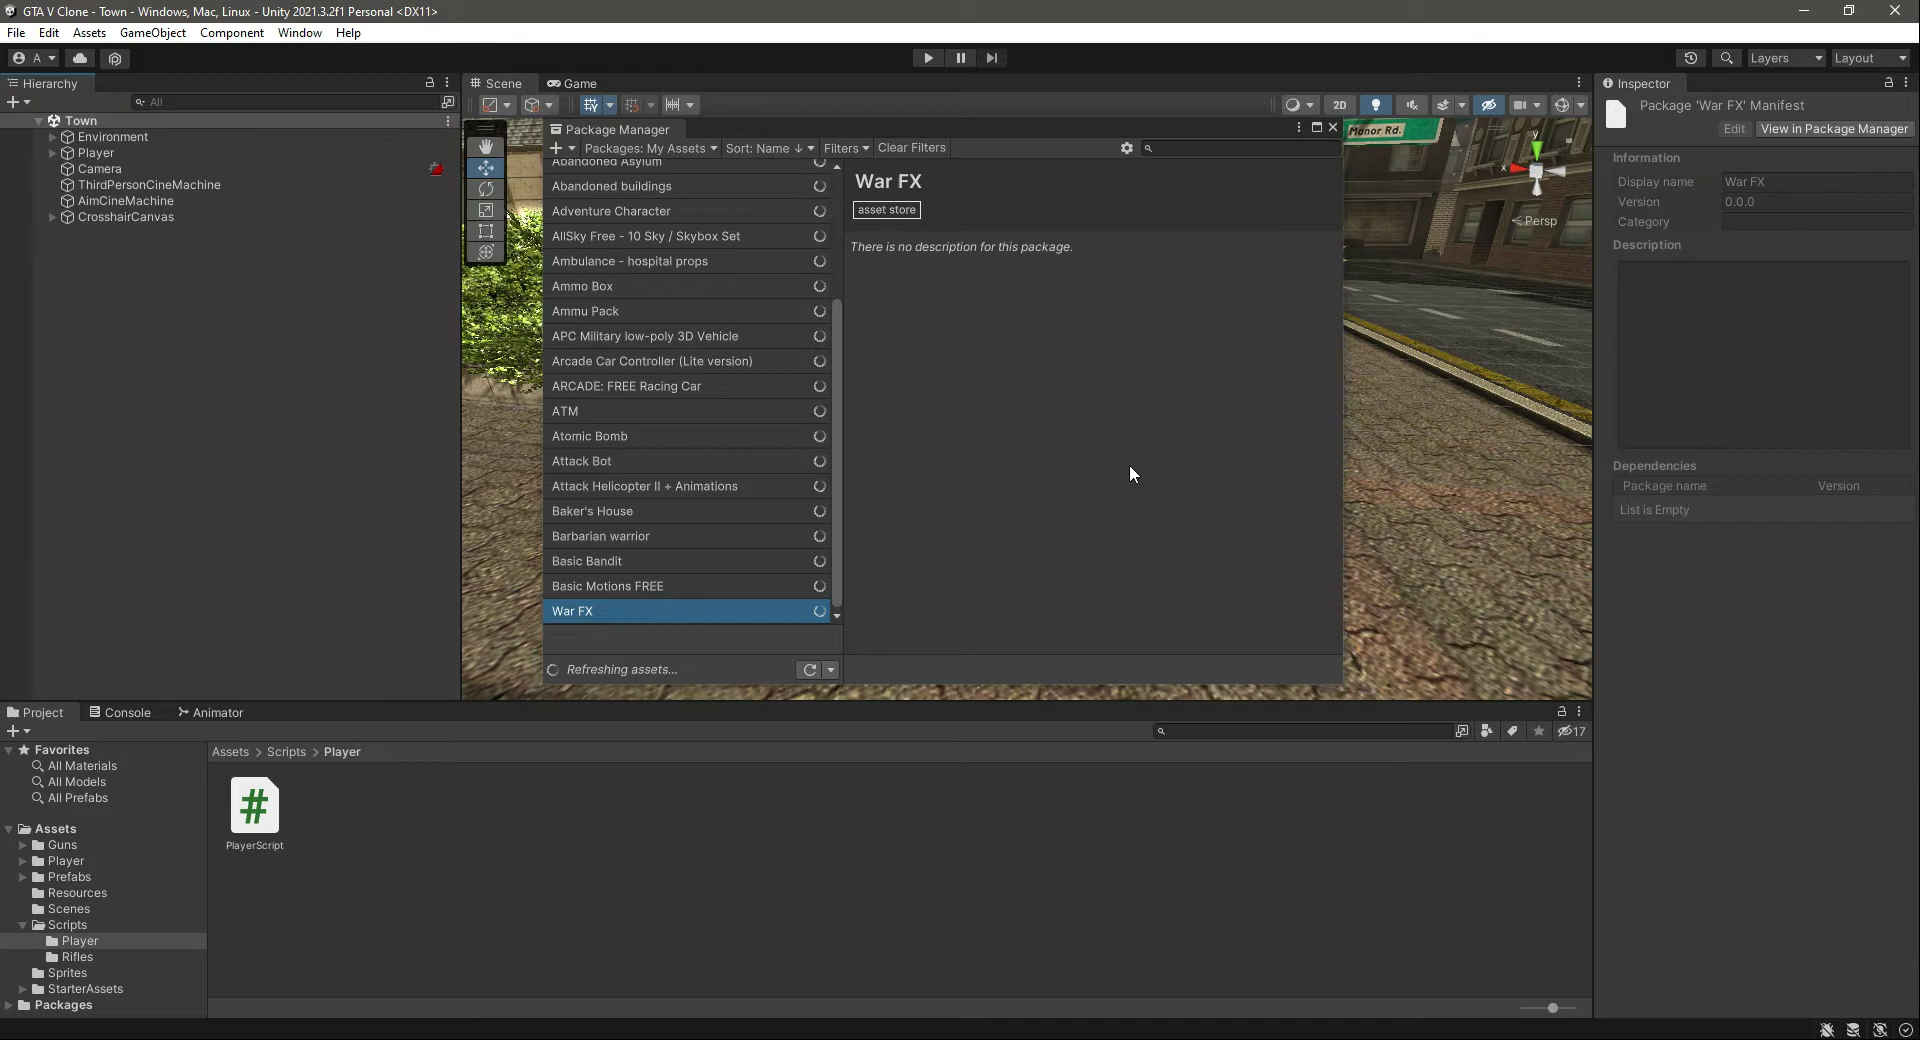 GTA V Clone - Town - Windows, Mac, Linux - Unity 2021.3.2f1 Personal <DX11>
File Edit Assets GameObject Component Window Help
A
Layers
Layout
Hierarchy
All
Town
Environment
Player
Camera
ThirdPersonCineMachine
AimCineMachine
CrosshairCanvas
Scene
Game
2D
Manor Rd.
y
x
Persp
Package Manager
Packages: My Assets
Sort: Name ↓
Filters
Clear Filters
Abandoned Asylum
Abandoned buildings
Adventure Character
AllSky Free - 10 Sky / Skybox Set
Ambulance - hospital props
Ammo Box
Ammu Pack
APC Military low-poly 3D Vehicle
Arcade Car Controller (Lite version)
ARCADE: FREE Racing Car
ATM
Atomic Bomb
Attack Bot
Attack Helicopter II + Animations
Baker's House
Barbarian warrior
Basic Bandit
Basic Motions FREE
War FX
Refreshing assets...
War FX
asset store
There is no description for this package.
Inspector
Package 'War FX' Manifest
Edit
View in Package Manager
Information
Display name War FX
Version 0.0.0
Category
Description
Dependencies
Package name Version
List is Empty
Project
Console
Animator
17
Favorites
All Materials
All Models
All Prefabs
Assets
Guns
Player
Prefabs
Resources
Scenes
Scripts
Player
Rifles
Sprites
StarterAssets
Packages
Assets > Scripts > Player
#
PlayerScript